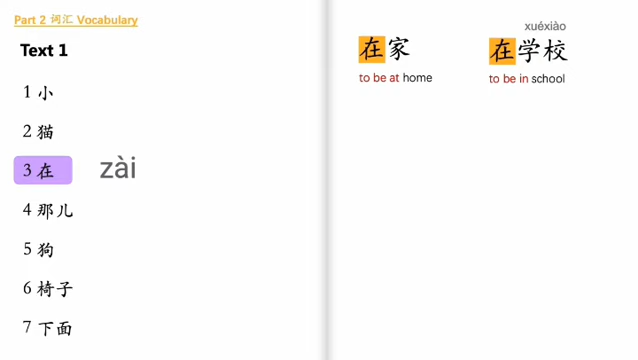 Part 2 词汇 Vocabulary
Text 1
1 小
2 猫
3 在 zài
4 那儿
5 狗
6 椅子
7 下面
在家
to be at home
xuéxiào
在学校
to be in school